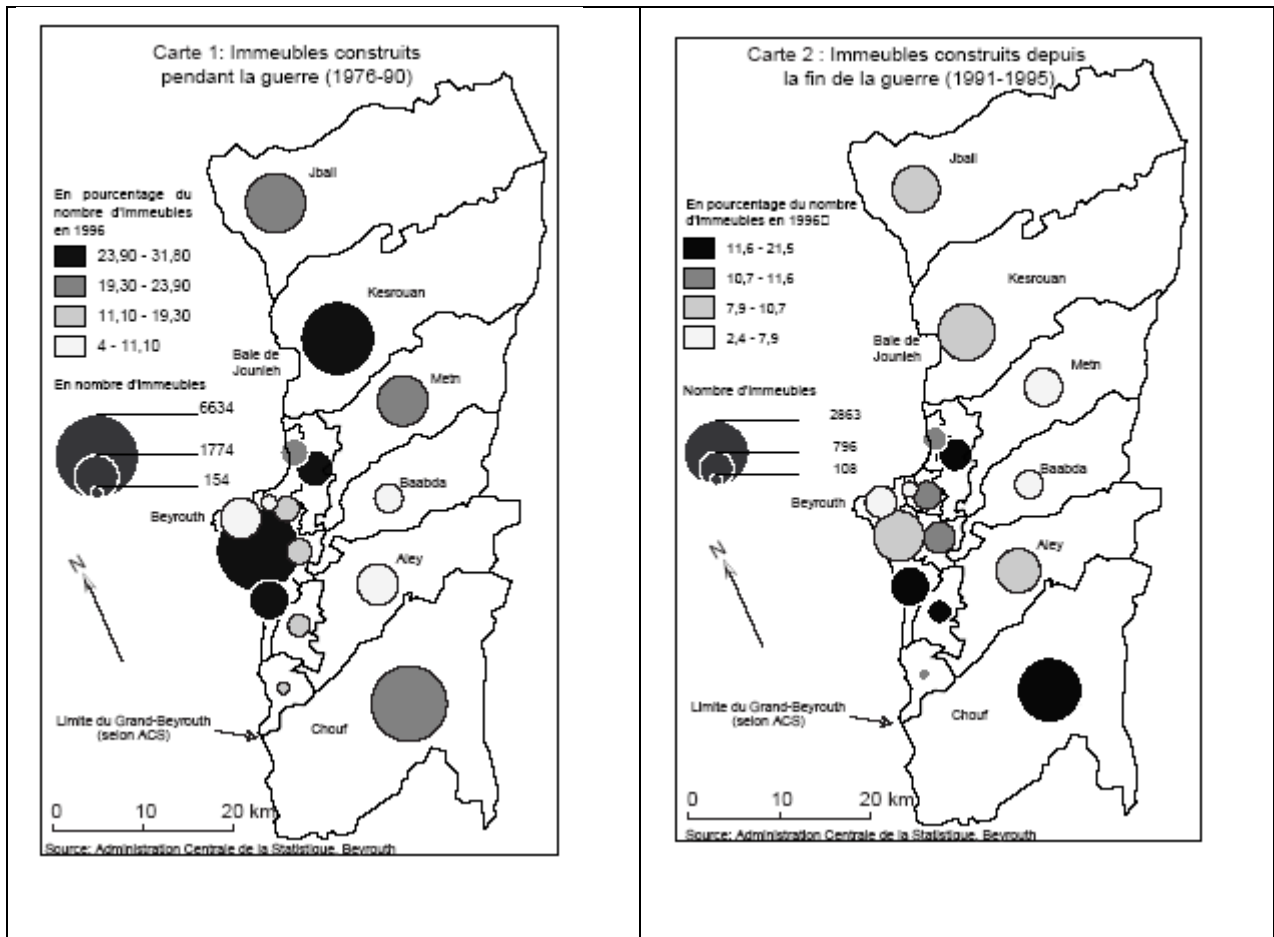 Carte 1: Immeubles construits
pendant la guerre (1976-90)
Jbail
En pourcentage du
nombre d'immeubles
en 1996
23,90 - 31,80
19,30 - 23,90
11,10 - 19,30
4 - 11,10
Kesrouan
Baie de
Jounieh
Metn
En nombre d'immeubles
6634
1774
154
Baabda
Beyrouth
N
Aley
Limite du Grand-Beyrouth
(selon ACS)
Chouf
0 10 20 km
Source: Administration Centrale de la Statistique, Beyrouth
Carte 2 : Immeubles construits depuis
la fin de la guerre (1991-1995)
Jbail
En pourcentage du nombre
d'immeubles en 1996
11,6 - 21,5
10,7 - 11,6
7,9 - 10,7
2,4 - 7,9
Kesrouan
Baie de
Jounieh
Metn
Nombre d'immeubles
2863
796
108
Baabda
Beyrouth
N
Aley
Limite du Grand-Beyrouth
(selon ACS)
Chouf
0 10 20 km
Source: Administration Centrale de la Statistique, Beyrouth